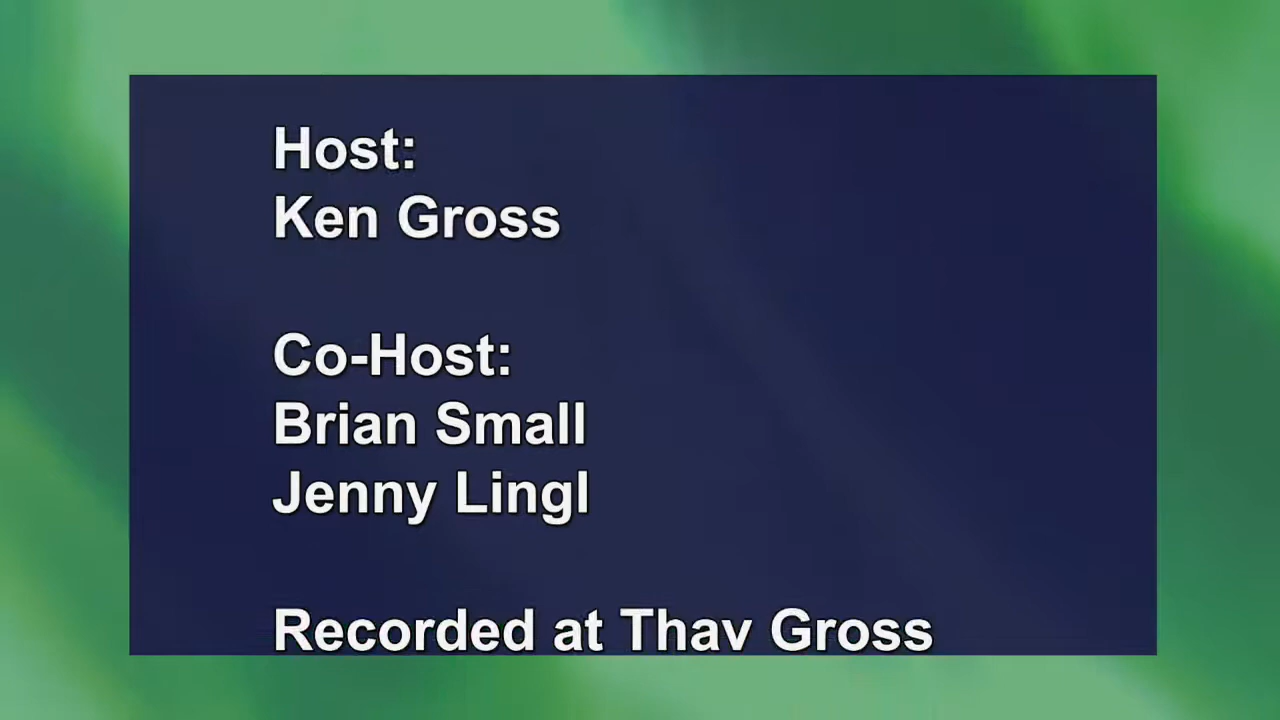 Host:
Ken Gross
Co-Host:
Brian Small
Jenny Lingl
Recorded at Thav Gross